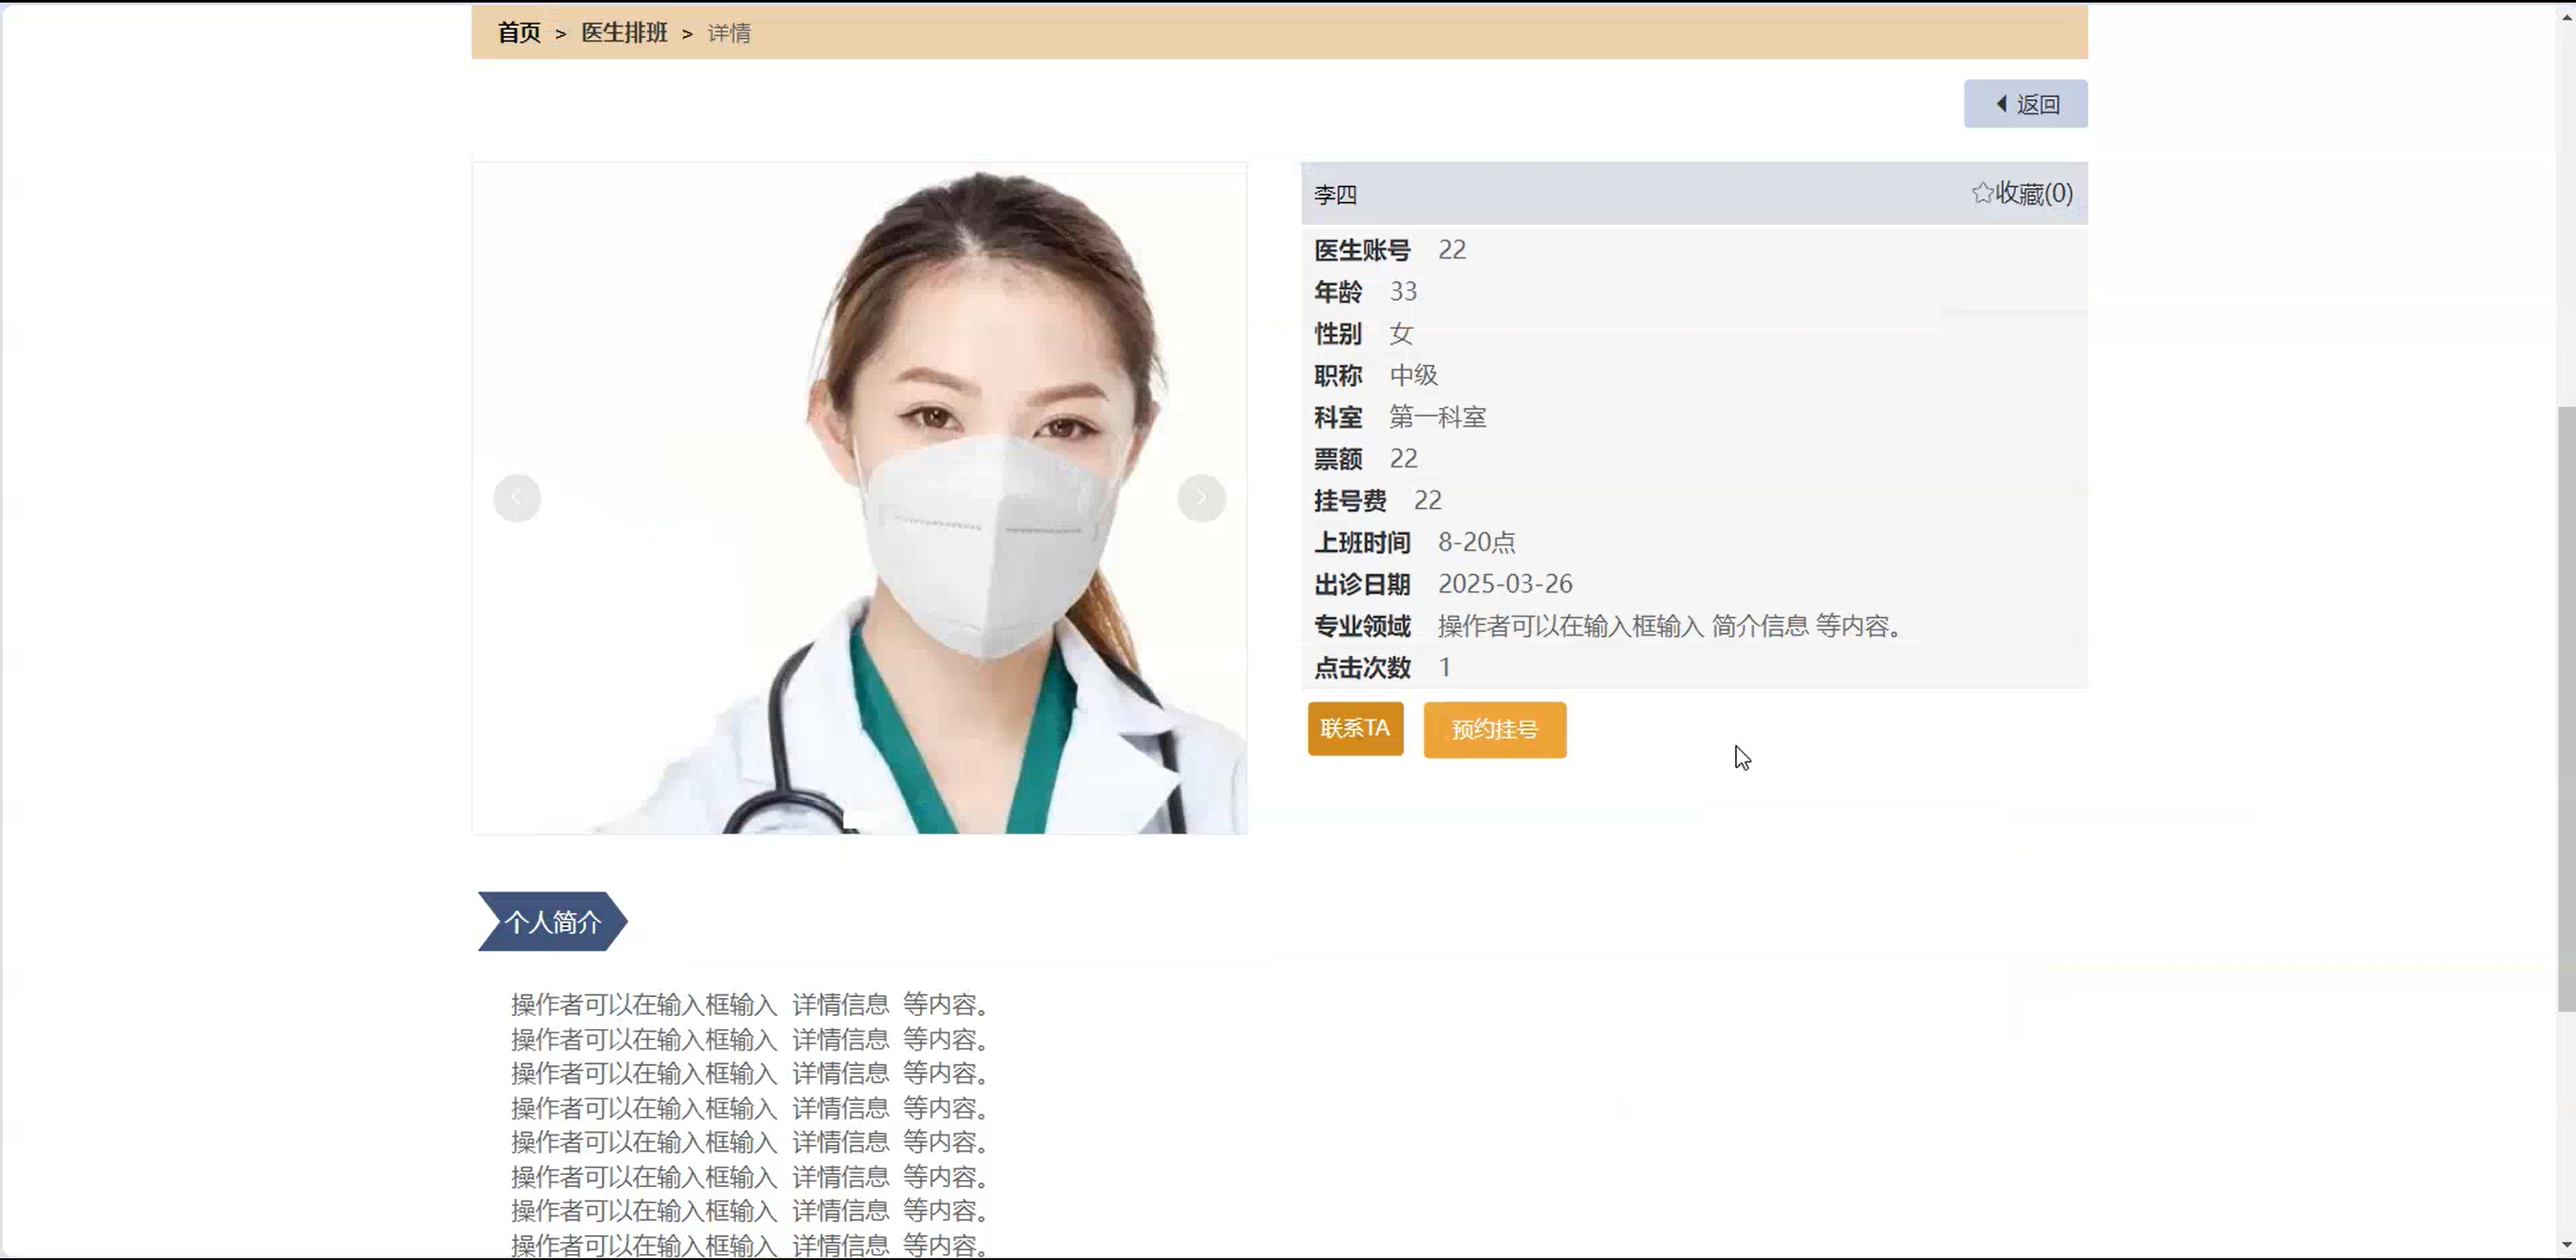 首页 > 医生排班 > 详情
返回
李四 ☆收藏(0)
医生账号 22
年龄 33
性别 女
职称 中级
科室 第一科室
票额 22
挂号费 22
上班时间 8-20点
出诊日期 2025-03-26
专业领域 操作者可以在输入框输入 简介信息 等内容。
点击次数 1
联系TA 预约挂号
个人简介
操作者可以在输入框输入 详情信息 等内容。
操作者可以在输入框输入 详情信息 等内容。
操作者可以在输入框输入 详情信息 等内容。
操作者可以在输入框输入 详情信息 等内容。
操作者可以在输入框输入 详情信息 等内容。
操作者可以在输入框输入 详情信息 等内容。
操作者可以在输入框输入 详情信息 等内容。
操作者可以在输入框输入 详情信息 等内容。